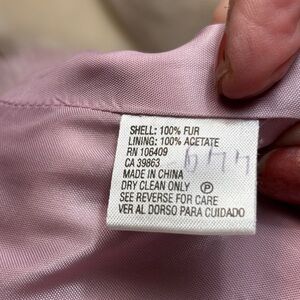 SHELL: 100% FUR
LINING: 100% ACETATE
RN 106409
CA 39863
MADE IN CHINA
DRY CLEAN ONLY Ⓟ
SEE REVERSE FOR CARE
VER AL DORSO PARA CUIDADO